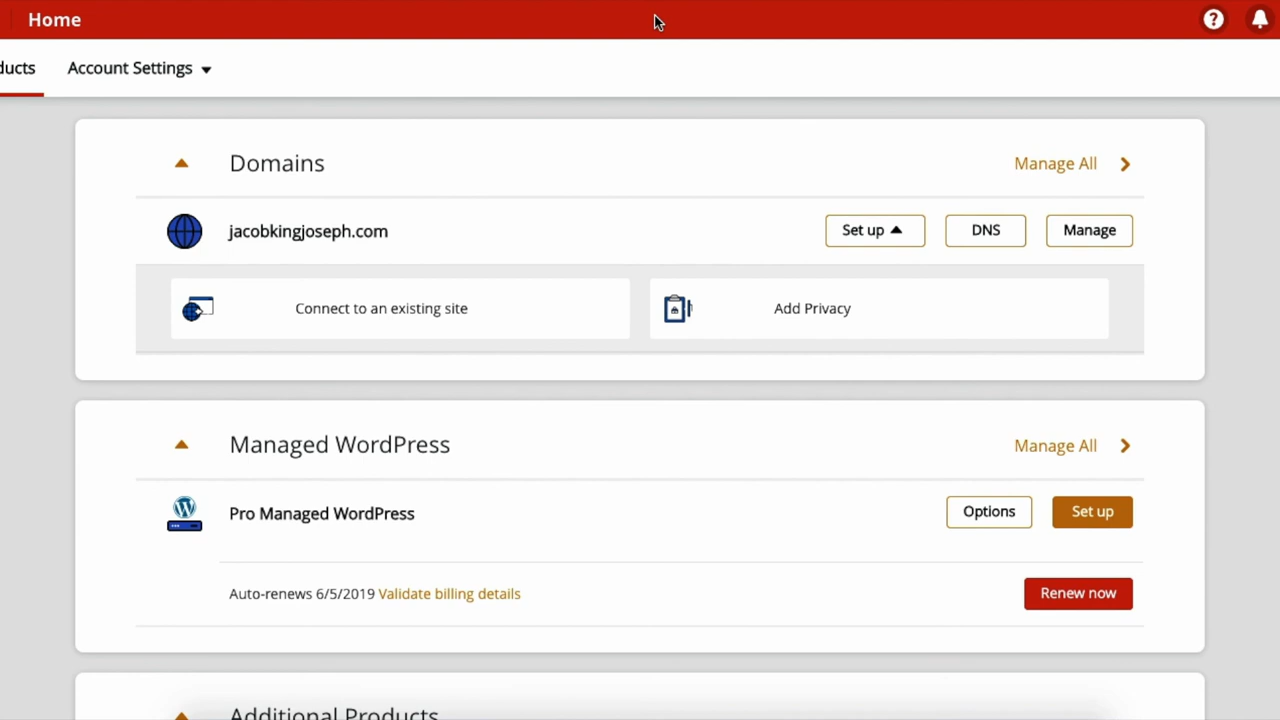 Home
ducts
Account Settings
Domains
Manage All
jacobkingjoseph.com
Set up
DNS
Manage
Connect to an existing site
Add Privacy
Managed WordPress
Manage All
Pro Managed WordPress
Options
Set up
Auto-renews 6/5/2019 Validate billing details
Renew now
Additional Products